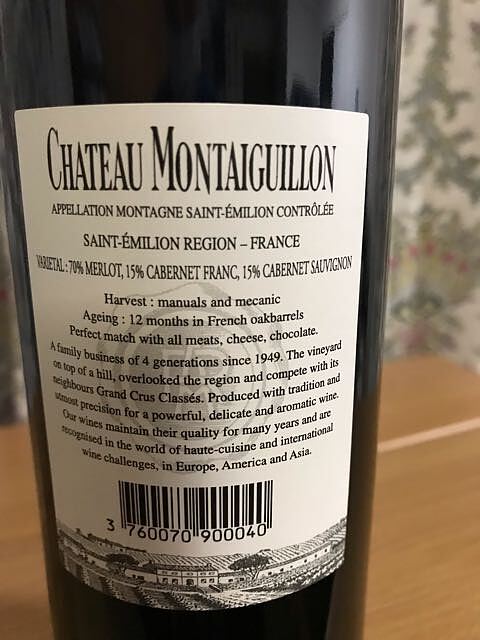 CHATEAU MONTAIGUILLON
APPELLATION MONTAGNE SAINT-ÉMILION CONTRÔLÉE
SAINT-ÉMILION REGION – FRANCE
VARIETAL : 70% MERLOT, 15% CABERNET FRANC, 15% CABERNET SAUVIGNON
Harvest : manuals and mecanic
Ageing : 12 months in French oakbarrels
Perfect match with all meats, cheese, chocolate.
A family business of 4 generations since 1949. The vineyard
on top of a hill, overlooked the region and compete with its
neighbours Grand Crus Classés. Produced with tradition and
utmost precision for a powerful, delicate and aromatic wine.
Our wines maintain their quality for many years and are
recognised in the world of haute-cuisine and international
wine challenges, in Europe, America and Asia.
3 760070 900040